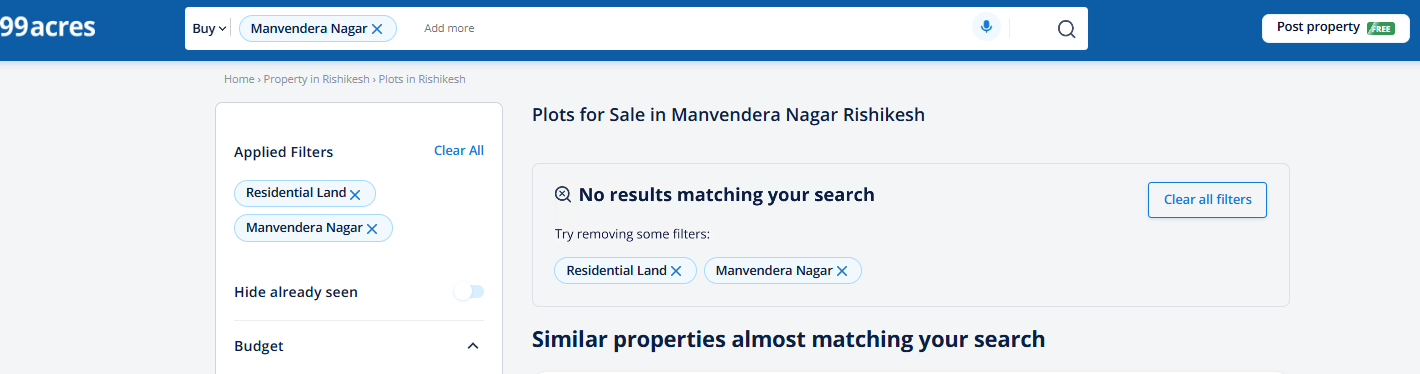 99acres
Buy
Manvendera Nagar
Add more
Post property FREE
Home › Property in Rishikesh › Plots in Rishikesh
Applied Filters
Clear All
Residential Land
Manvendera Nagar
Hide already seen
Budget
Plots for Sale in Manvendera Nagar Rishikesh
No results matching your search
Clear all filters
Try removing some filters:
Residential Land
Manvendera Nagar
Similar properties almost matching your search